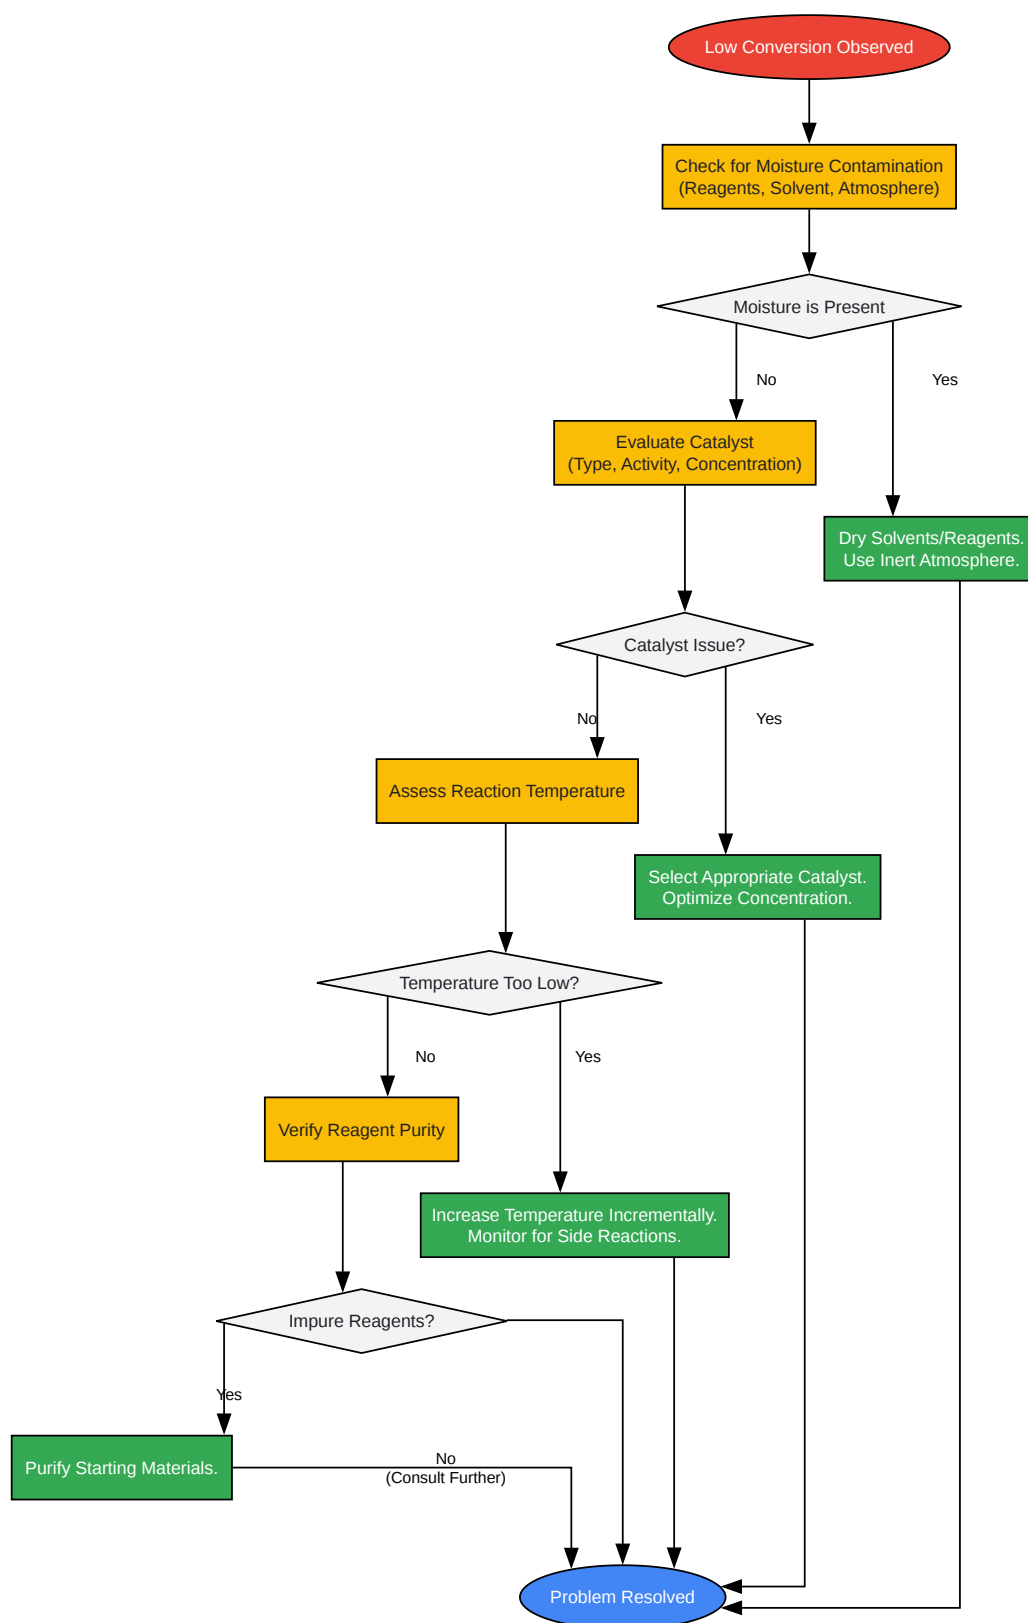 Low Conversion Observed
Check for Moisture Contamination
(Reagents, Solvent, Atmosphere)
Moisture is Present
No
Yes
Evaluate Catalyst
(Type, Activity, Concentration)
Dry Solvents/Reagents.
Use Inert Atmosphere.
Catalyst Issue?
No
Yes
Assess Reaction Temperature
Select Appropriate Catalyst.
Optimize Concentration.
Temperature Too Low?
No
Yes
Verify Reagent Purity
Increase Temperature Incrementally.
Monitor for Side Reactions.
Impure Reagents?
Yes
No
(Consult Further)
Purify Starting Materials.
Problem Resolved